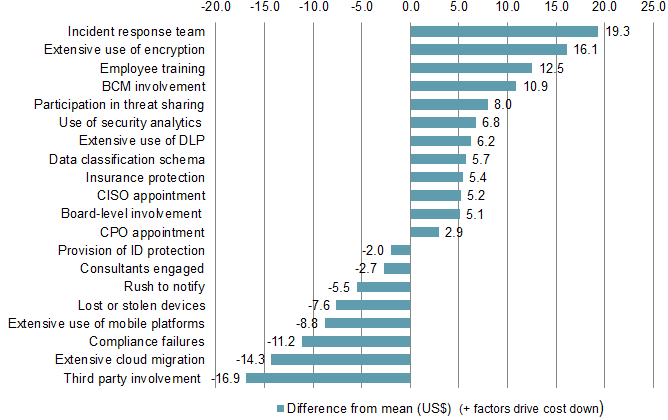 -20.0 -15.0 -10.0 -5.0 0.0 5.0 10.0 15.0 20.0 25.0
Incident response team 19.3
Extensive use of encryption 16.1
Employee training 12.5
BCM involvement 10.9
Participation in threat sharing 8.0
Use of security analytics 6.8
Extensive use of DLP 6.2
Data classification schema 5.7
Insurance protection 5.4
CISO appointment 5.2
Board-level involvement 5.1
CPO appointment 2.9
Provision of ID protection -2.0
Consultants engaged -2.7
Rush to notify -5.5
Lost or stolen devices -7.6
Extensive use of mobile platforms -8.8
Compliance failures -11.2
Extensive cloud migration -14.3
Third party involvement -16.9
Difference from mean (US$) (+ factors drive cost down)